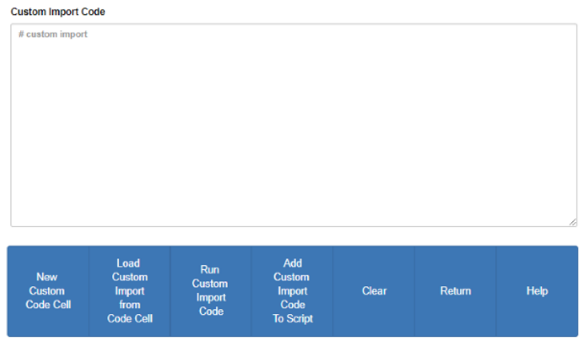 Custom Import Code
# custom import
New
Custom
Code Cell
Load
Custom
Import
from
Code Cell
Run
Custom
Import
Code
Add
Custom
Import
Code
To Script
Clear
Return
Help